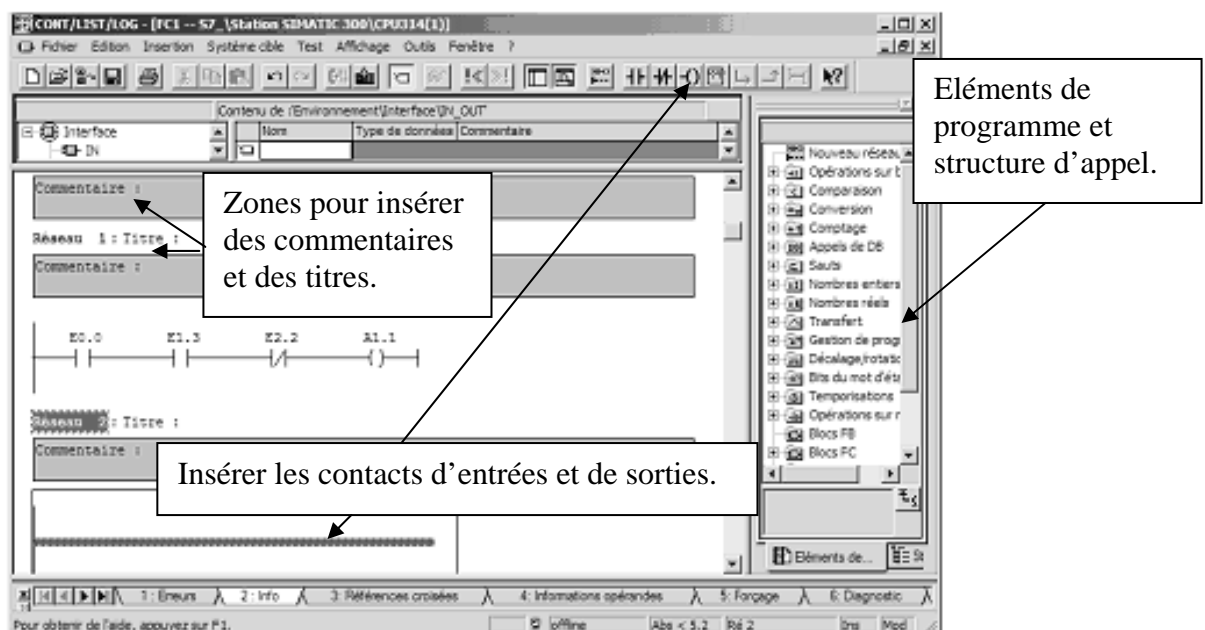 CONT/LIST/LOG - [FC1 -- S7_\Station SIMATIC 300\CPU314(1)]
Fichier Edition Insertion Système cible Test Affichage Outils Fenêtre ?
Contenu de :'Environnement\Interface\IN_OUT'
Interface
IN
Nom Type de données Commentaire
Commentaire :
Réseau 1 : Titre :
Commentaire :
E0.0 E1.3 E2.2 A1.1
Réseau 2 : Titre :
Commentaire :
Zones pour insérer
des commentaires
et des titres.
Insérer les contacts d'entrées et de sorties.
Eléments de
programme et
structure d'appel.
Nouveau réseau
Opérations sur b
Comparaison
Conversion
Comptage
Appels de DB
Sauts
Nombres entiers
Nombres réels
Transfert
Gestion de prog
Décalage/rotatio
Bits du mot d'éta
Temporisations
Opérations sur m
Blocs FB
Blocs FC
Eléments de... St
1: Erreurs 2: Info 3: Références croisées 4: Informations opérandes 5: Forçage 6: Diagnostic
Pour obtenir de l'aide, appuyez sur F1. offline Abs < 5.2 Ré 2 Ins Mod